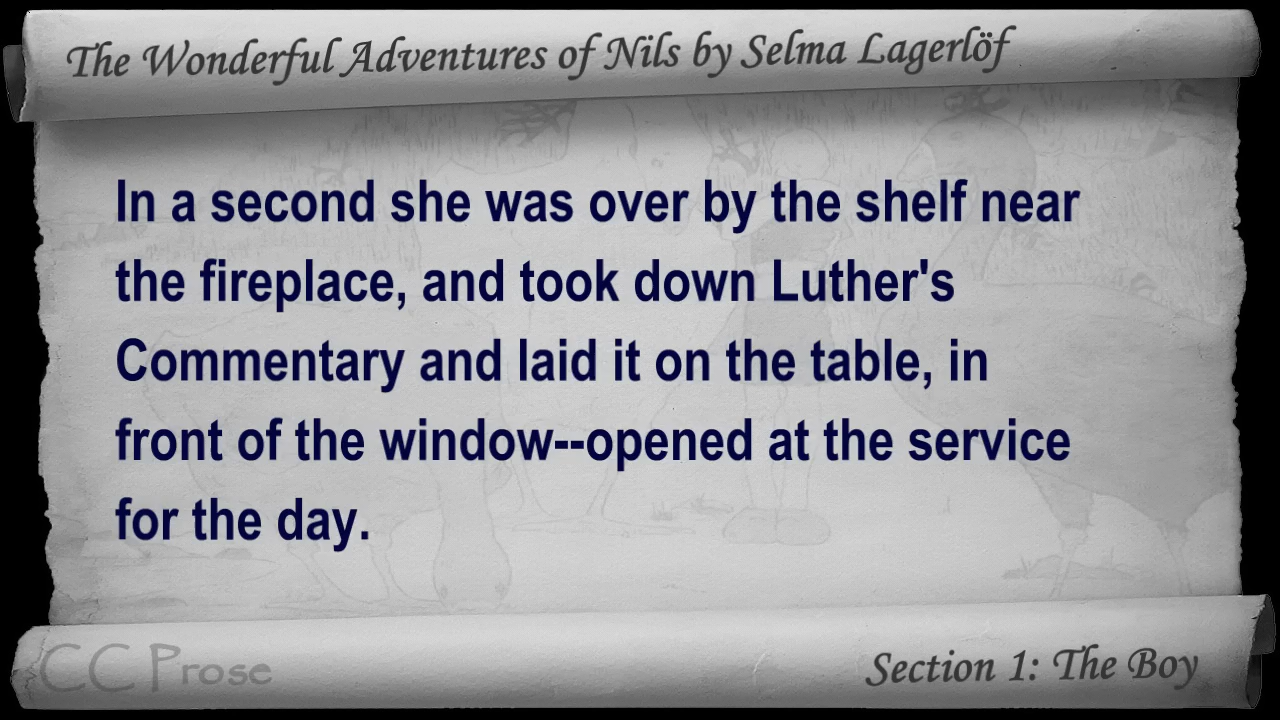 The Wonderful Adventures of Nils by Selma Lagerlöf
In a second she was over by the shelf near
the fireplace, and took down Luther's
Commentary and laid it on the table, in
front of the window--opened at the service
for the day.
CC Prose
Section 1: The Boy